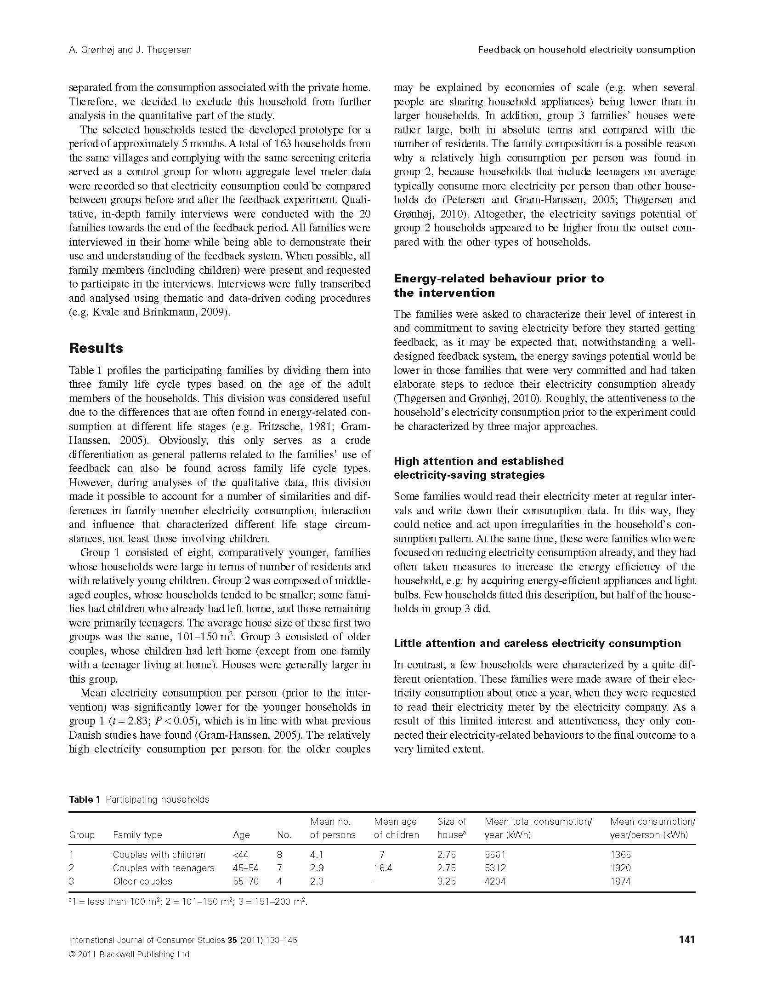 A. Grønhøj and J. Thøgersen
Feedback on household electricity consumption
separated from the consumption associated with the private home.
Therefore, we decided to exclude this household from further
analysis in the quantitative part of the study.
The selected households tested the developed prototype for a
period of approximately 5 months. A total of 163 households from
the same villages and complying with the same screening criteria
served as a control group for whom aggregate level meter data
were recorded so that electricity consumption could be compared
between groups before and after the feedback experiment. Quali-
tative, in-depth family interviews were conducted with the 20
families towards the end of the feedback period. All families were
interviewed in their home while being able to demonstrate their
use and understanding of the feedback system. When possible, all
family members (including children) were present and requested
to participate in the interviews. Interviews were fully transcribed
and analysed using thematic and data-driven coding procedures
(e.g. Kvale and Brinkmann, 2009).
Results
Table 1 profiles the participating families by dividing them into
three family life cycle types based on the age of the adult
members of the households. This division was considered useful
due to the differences that are often found in energy-related con-
sumption at different life stages (e.g. Fritzsche, 1981; Gram-
Hanssen, 2005). Obviously, this only serves as a crude
differentiation as general patterns related to the families' use of
feedback can also be found across family life cycle types.
However, during analyses of the qualitative data, this division
made it possible to account for a number of similarities and dif-
ferences in family member electricity consumption, interaction
and influence that characterized different life stage circum-
stances, not least those involving children.
Group 1 consisted of eight, comparatively younger, families
whose households were large in terms of number of residents and
with relatively young children. Group 2 was composed of middle-
aged couples, whose households tended to be smaller; some fami-
lies had children who already had left home, and those remaining
were primarily teenagers. The average house size of these first two
groups was the same, 101–150 m². Group 3 consisted of older
couples, whose children had left home (except from one family
with a teenager living at home). Houses were generally larger in
this group.
Mean electricity consumption per person (prior to the inter-
vention) was significantly lower for the younger households in
group 1 (t = 2.83; P < 0.05), which is in line with what previous
Danish studies have found (Gram-Hanssen, 2005). The relatively
high electricity consumption per person for the older couples
may be explained by economies of scale (e.g. when several
people are sharing household appliances) being lower than in
larger households. In addition, group 3 families' houses were
rather large, both in absolute terms and compared with the
number of residents. The family composition is a possible reason
why a relatively high consumption per person was found in
group 2, because households that include teenagers on average
typically consume more electricity per person than other house-
holds do (Petersen and Gram-Hanssen, 2005; Thøgersen and
Grønhøj, 2010). Altogether, the electricity savings potential of
group 2 households appeared to be higher from the outset com-
pared with the other types of households.
Energy-related behaviour prior to
the intervention
The families were asked to characterize their level of interest in
and commitment to saving electricity before they started getting
feedback, as it may be expected that, notwithstanding a well-
designed feedback system, the energy savings potential would be
lower in those families that were very committed and had taken
elaborate steps to reduce their electricity consumption already
(Thøgersen and Grønhøj, 2010). Roughly, the attentiveness to the
household's electricity consumption prior to the experiment could
be characterized by three major approaches.
High attention and established
electricity-saving strategies
Some families would read their electricity meter at regular inter-
vals and write down their consumption data. In this way, they
could notice and act upon irregularities in the household's con-
sumption pattern. At the same time, these were families who were
focused on reducing electricity consumption already, and they had
often taken measures to increase the energy efficiency of the
household, e.g. by acquiring energy-efficient appliances and light
bulbs. Few households fitted this description, but half of the house-
holds in group 3 did.
Little attention and careless electricity consumption
In contrast, a few households were characterized by a quite dif-
ferent orientation. These families were made aware of their elec-
tricity consumption about once a year, when they were requested
to read their electricity meter by the electricity company. As a
result of this limited interest and attentiveness, they only con-
nected their electricity-related behaviours to the final outcome to a
very limited extent.
Table 1 Participating households
Mean no. Mean age Size of Mean total consumption/ Mean consumption/
Group Family type Age No. of persons of children houseᵃ year (kWh) year/person (kWh)
1 Couples with children <44 8 4.1 7 2.75 5561 1365
2 Couples with teenagers 45–54 7 2.9 16.4 2.75 5312 1920
3 Older couples 55–70 4 2.3 – 3.25 4204 1874
ᵃ1 = less than 100 m²; 2 = 101–150 m²; 3 = 151–200 m².
International Journal of Consumer Studies 35 (2011) 138–145
© 2011 Blackwell Publishing Ltd
141